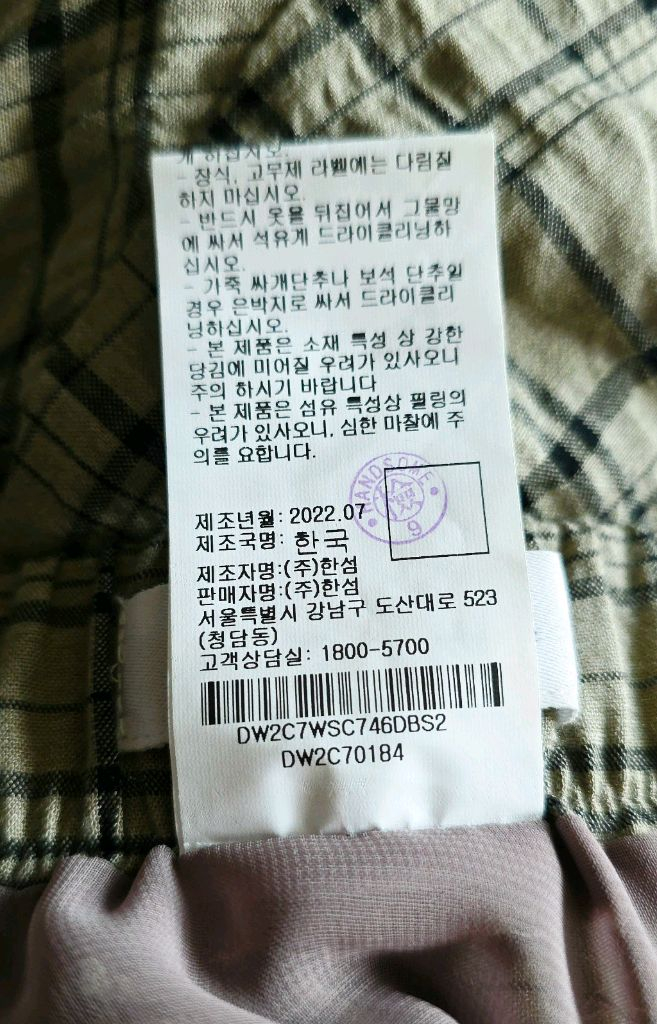 게 하십시오.
- 장식, 고무제 라벨에는 다림질
하지 마십시오.
- 반드시 옷을 뒤집어서 그물망
에 싸서 석유계 드라이클리닝하
십시오.
- 가죽 싸개단추나 보석 단추일
경우 은박지로 싸서 드라이클리
닝하십시오.
- 본 제품은 소재 특성 상 강한
당김에 미어질 우려가 있사오니
주의 하시기 바랍니다
- 본 제품은 섬유 특성상 필링의
우려가 있사오니, 심한 마찰에 주
의를 요합니다.
HANDSOME
9
제조년월: 2022.07
제조국명: 한국
제조자명:(주)한섬
판매자명:(주)한섬
서울특별시 강남구 도산대로 523
(청담동)
고객상담실: 1800-5700
DW2C7WSC746DBS2
DW2C70184